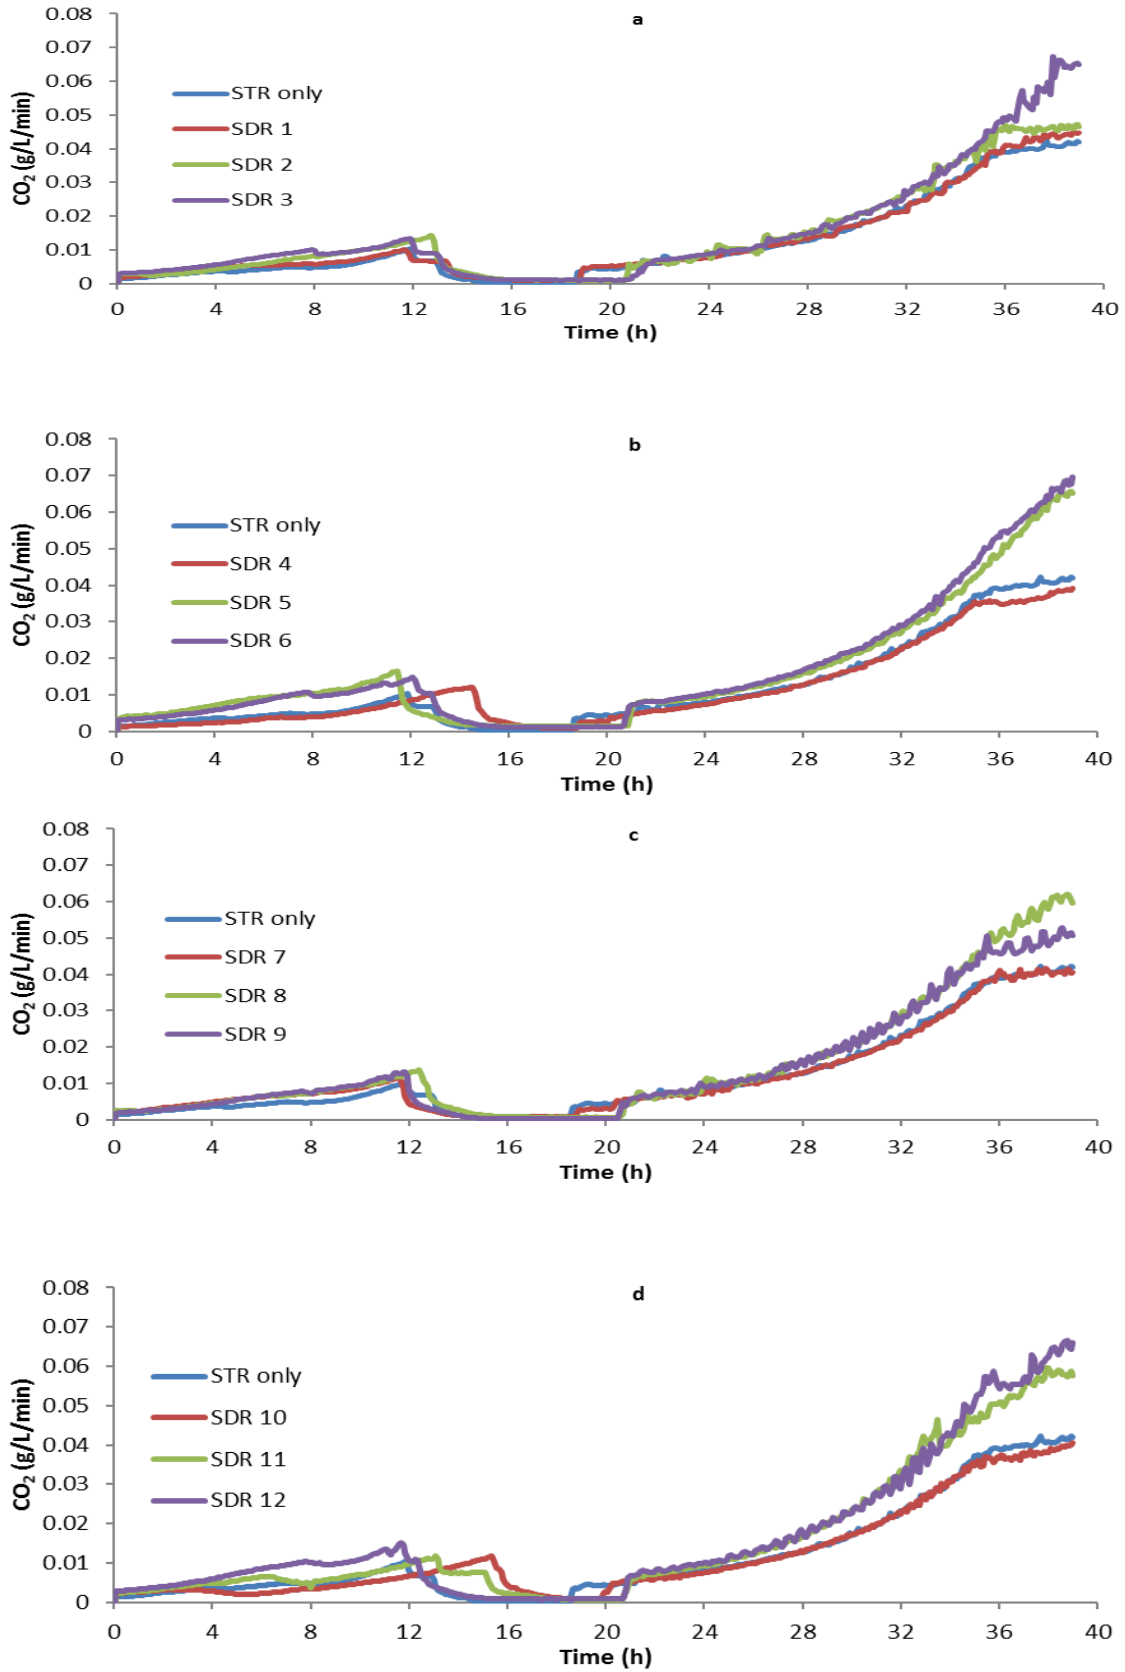 a
0.08
0.07
0.06
0.05
0.04
0.03
0.02
0.01
0
CO₂ (g/L/min)
STR only
SDR 1
SDR 2
SDR 3
0 4 8 12 16 20 24 28 32 36 40
Time (h)
b
0.08
0.07
0.06
0.05
0.04
0.03
0.02
0.01
0
CO₂ (g/L/min)
STR only
SDR 4
SDR 5
SDR 6
0 4 8 12 16 20 24 28 32 36 40
Time (h)
c
0.08
0.07
0.06
0.05
0.04
0.03
0.02
0.01
0
CO₂ (g/L/min)
STR only
SDR 7
SDR 8
SDR 9
0 4 8 12 16 20 24 28 32 36 40
Time (h)
d
0.08
0.07
0.06
0.05
0.04
0.03
0.02
0.01
0
CO₂ (g/L/min)
STR only
SDR 10
SDR 11
SDR 12
0 4 8 12 16 20 24 28 32 36 40
Time (h)